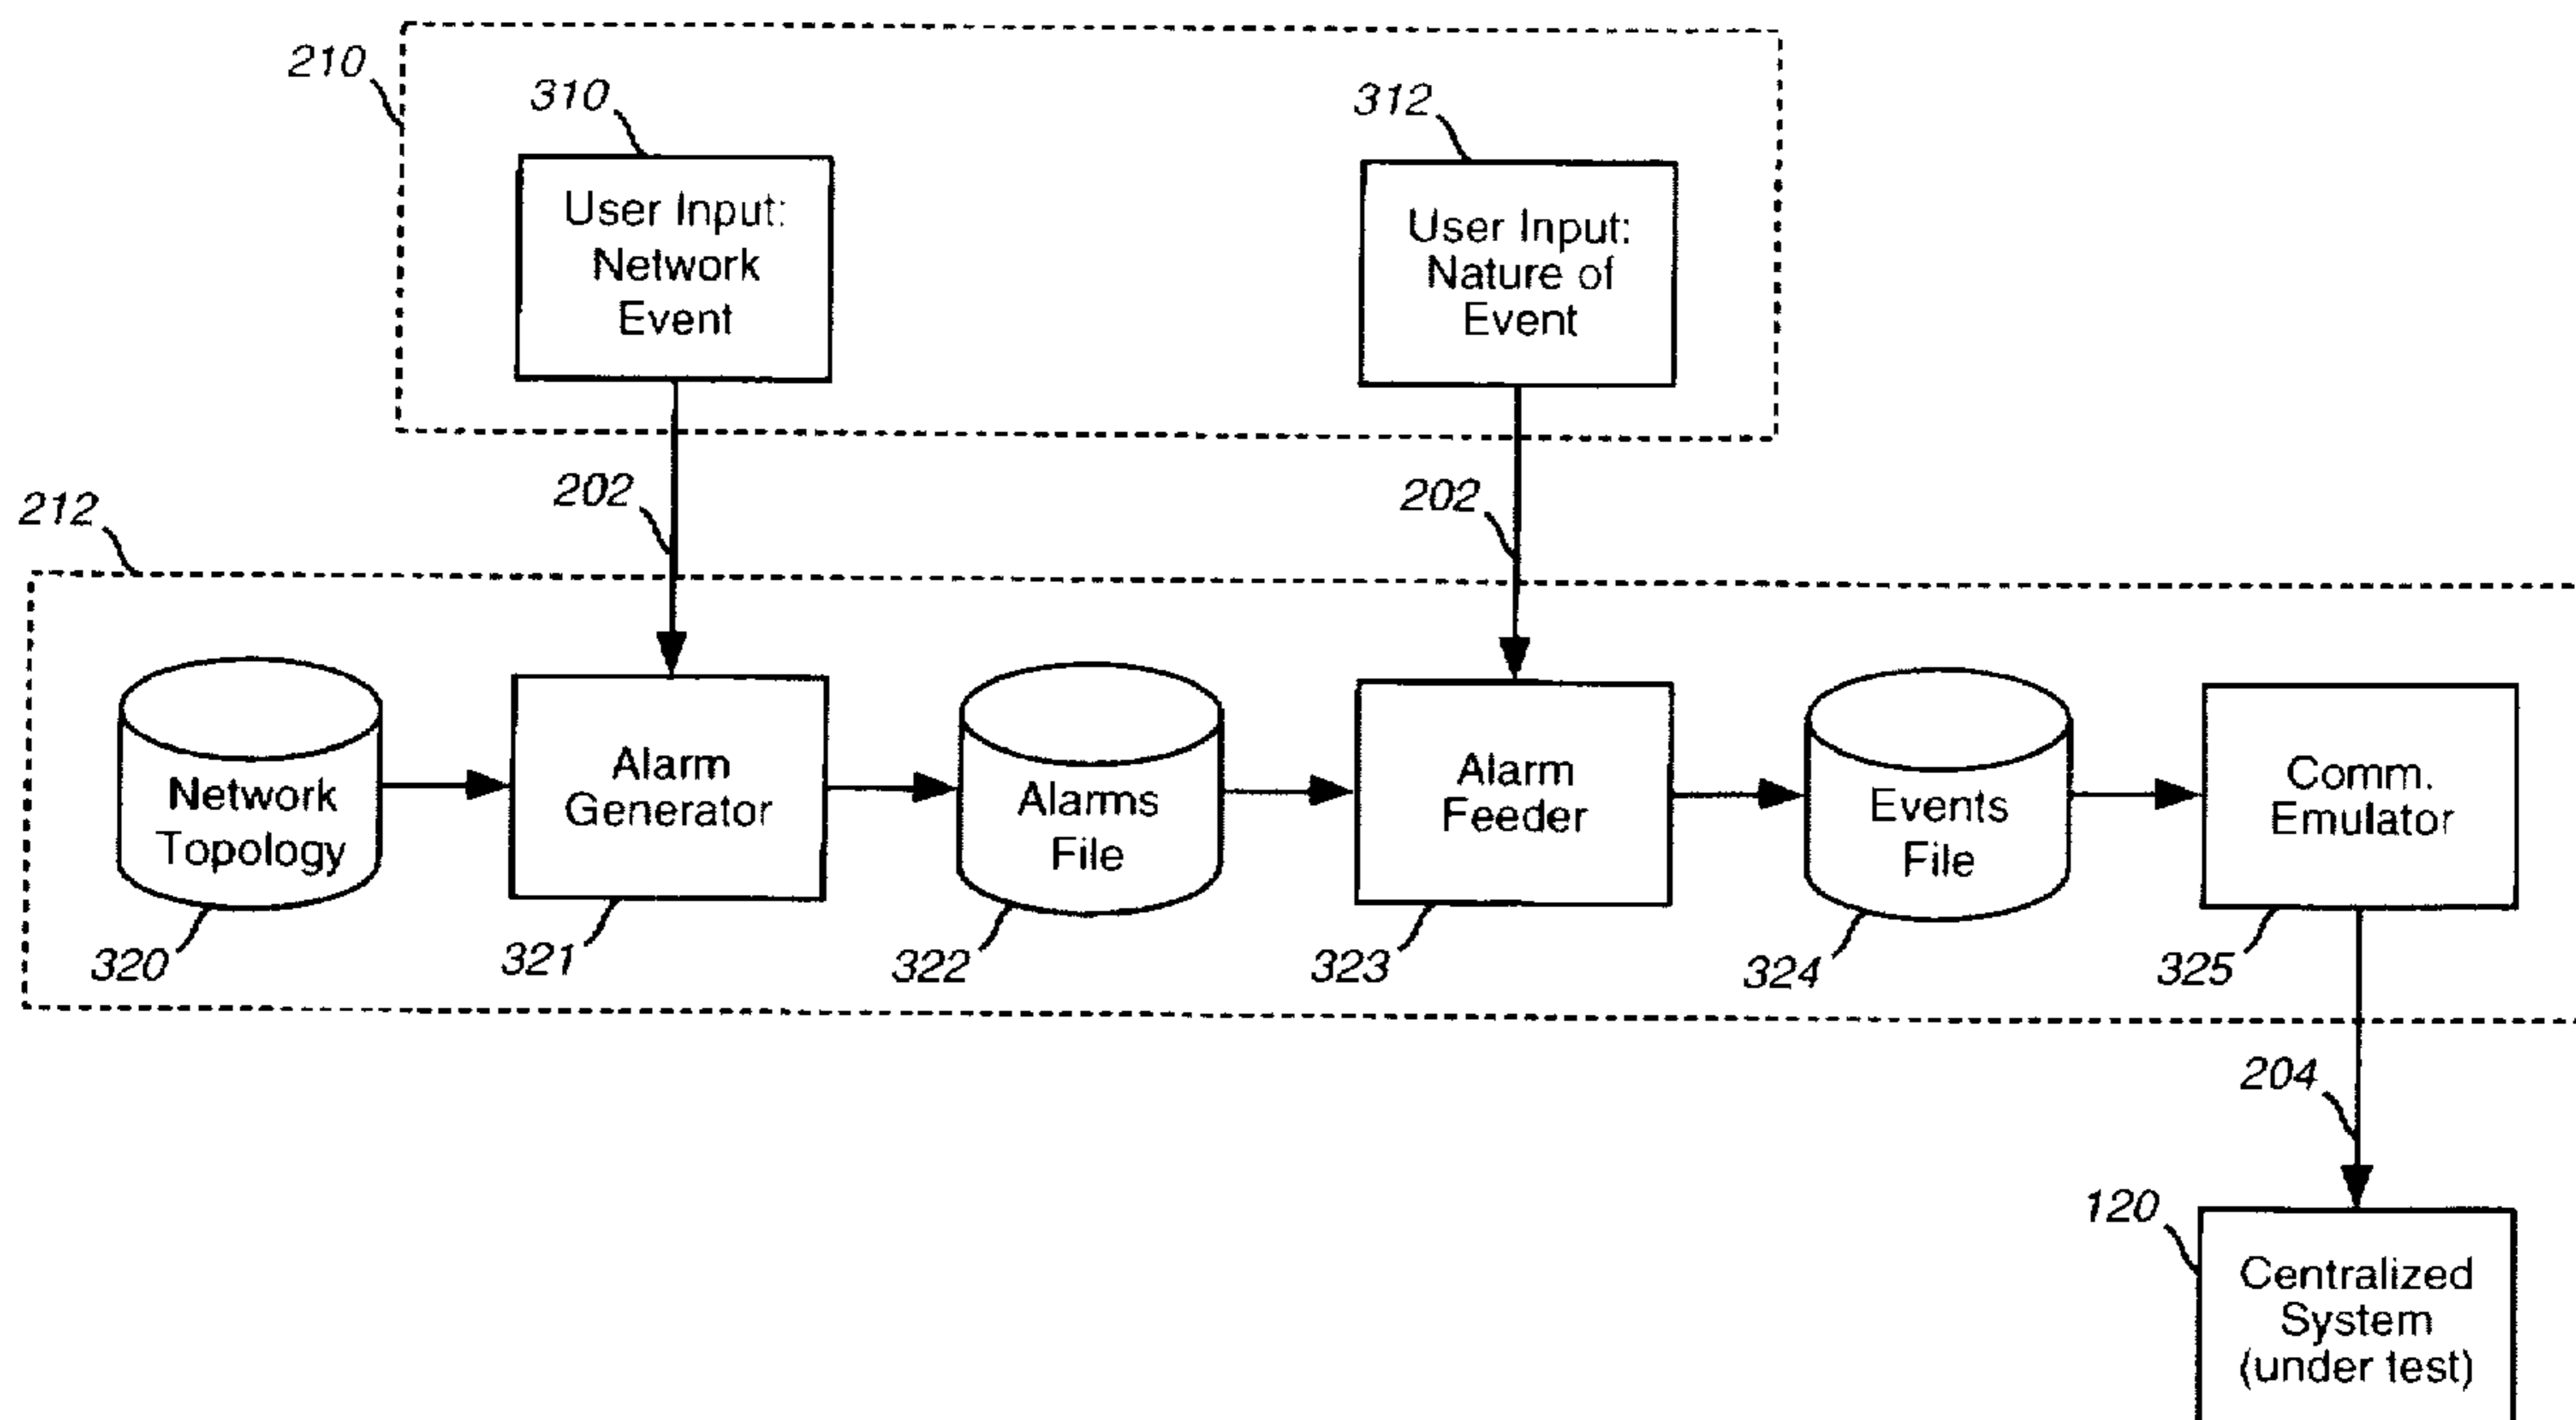 210
310
User Input:
Network
Event
312
User Input:
Nature of
Event
202
202
212
Network
Topology
320
Alarm
Generator
321
Alarms
File
322
Alarm
Feeder
323
Events
File
324
Comm.
Emulator
325
204
120
Centralized
System
(under test)